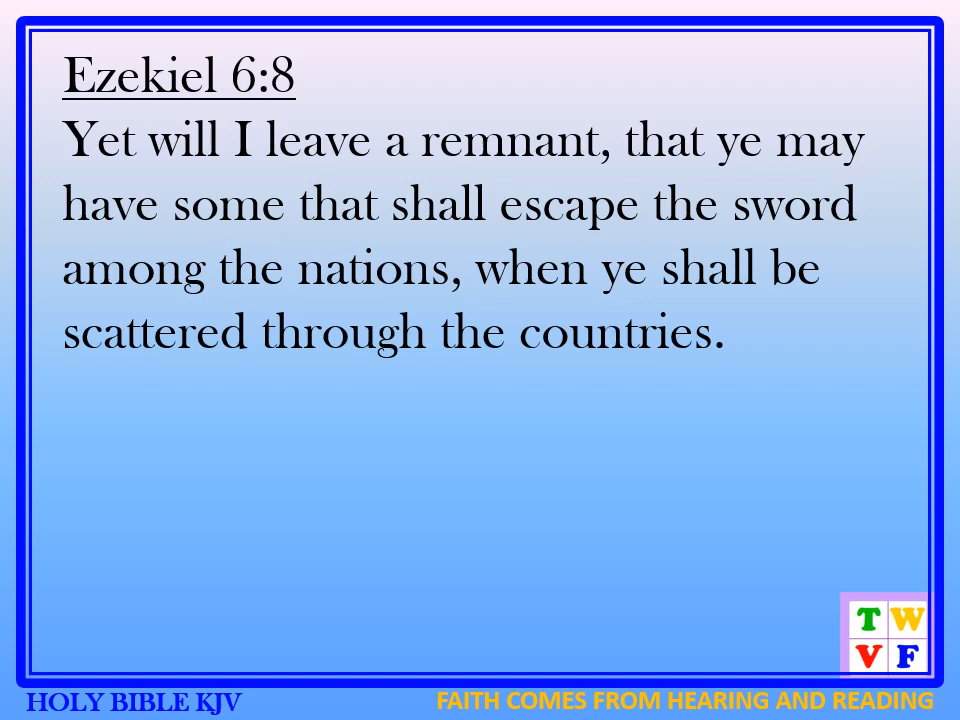 Ezekiel 6:8
Yet will I leave a remnant, that ye may
have some that shall escape the sword
among the nations, when ye shall be
scattered through the countries.
T W
V F
HOLY BIBLE KJV
FAITH COMES FROM HEARING AND READING